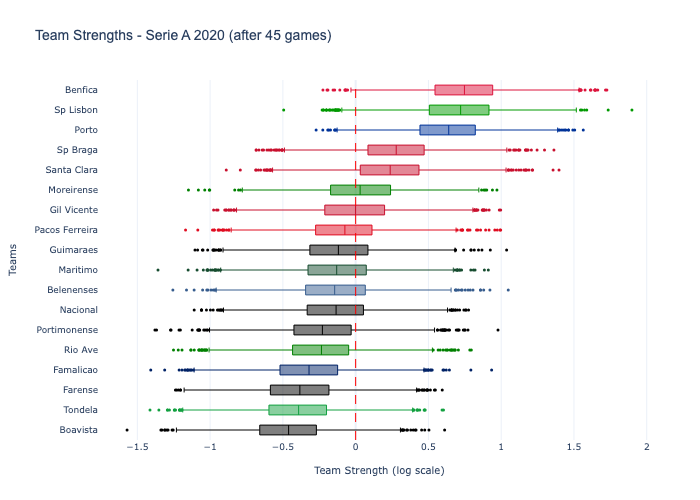 Team Strengths - Serie A 2020 (after 45 games)
Teams
Benfica
Sp Lisbon
Porto
Sp Braga
Santa Clara
Moreirense
Gil Vicente
Pacos Ferreira
Guimaraes
Maritimo
Belenenses
Nacional
Portimonense
Rio Ave
Famalicao
Farense
Tondela
Boavista
−1.5 −1 −0.5 0 0.5 1 1.5 2
Team Strength (log scale)